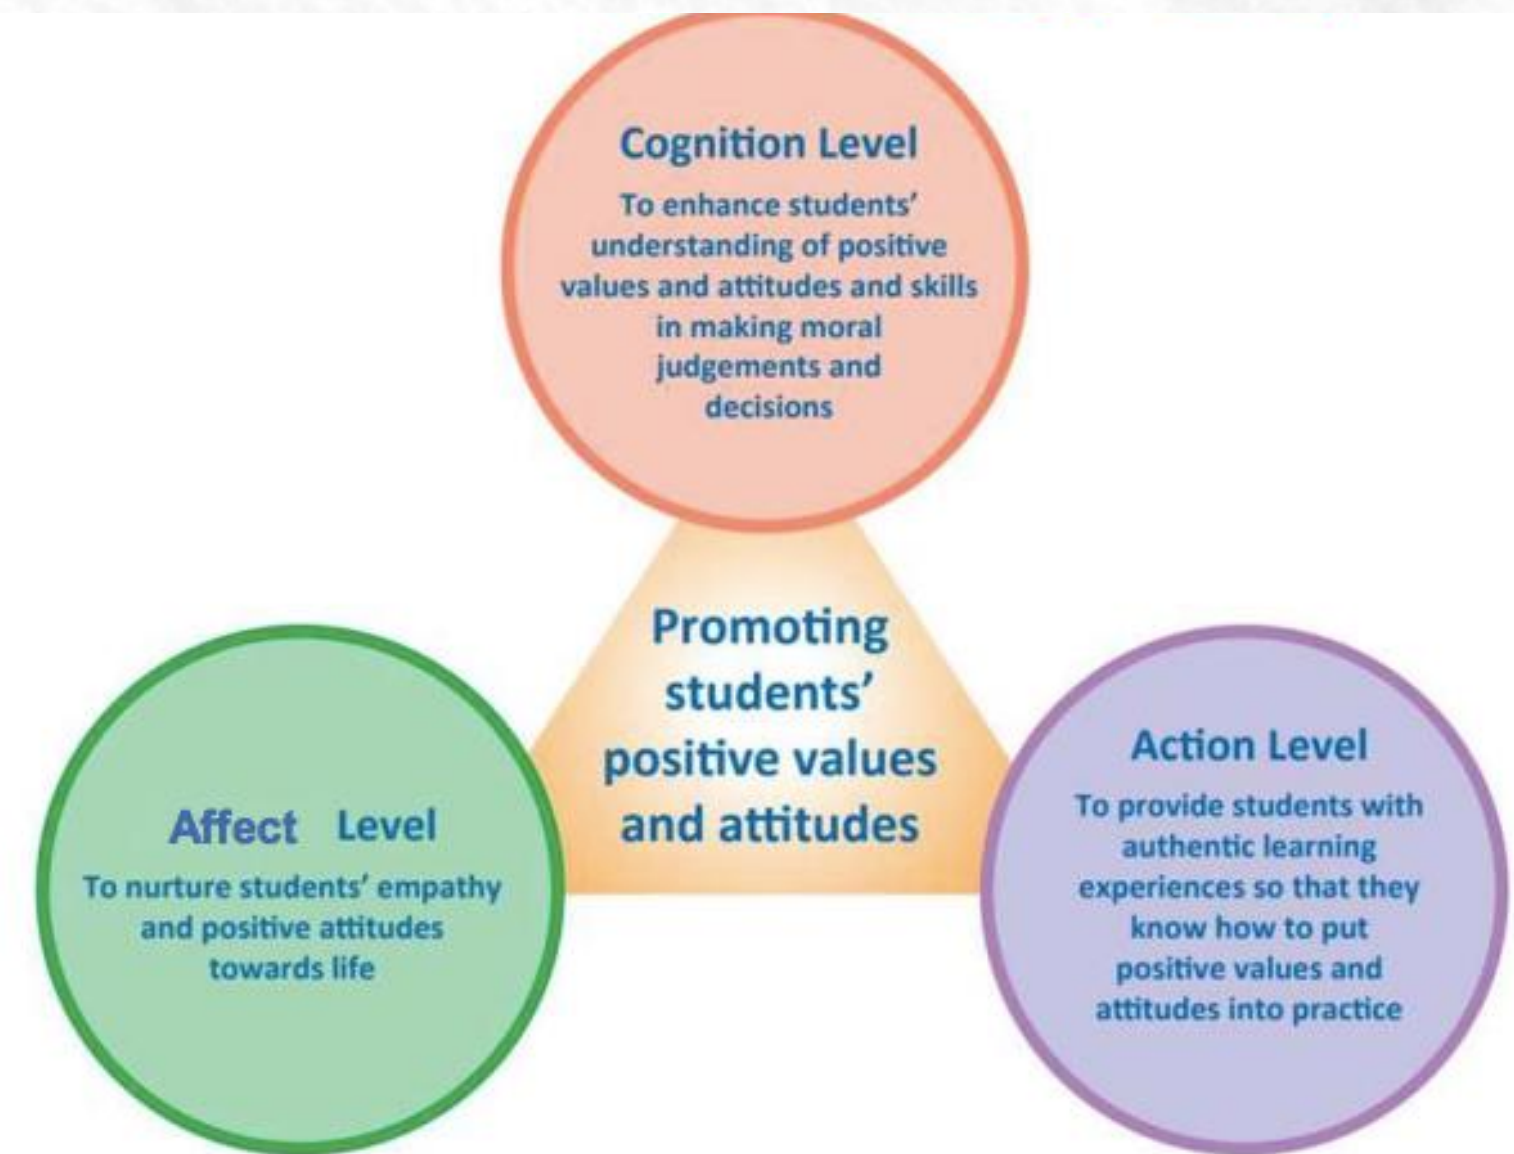 Cognition Level
To enhance students’
understanding of positive
values and attitudes and skills
in making moral
judgements and
decisions
Promoting
students’
positive values
and attitudes
Affect Level
To nurture students’ empathy
and positive attitudes
towards life
Action Level
To provide students with
authentic learning
experiences so that they
know how to put
positive values and
attitudes into practice